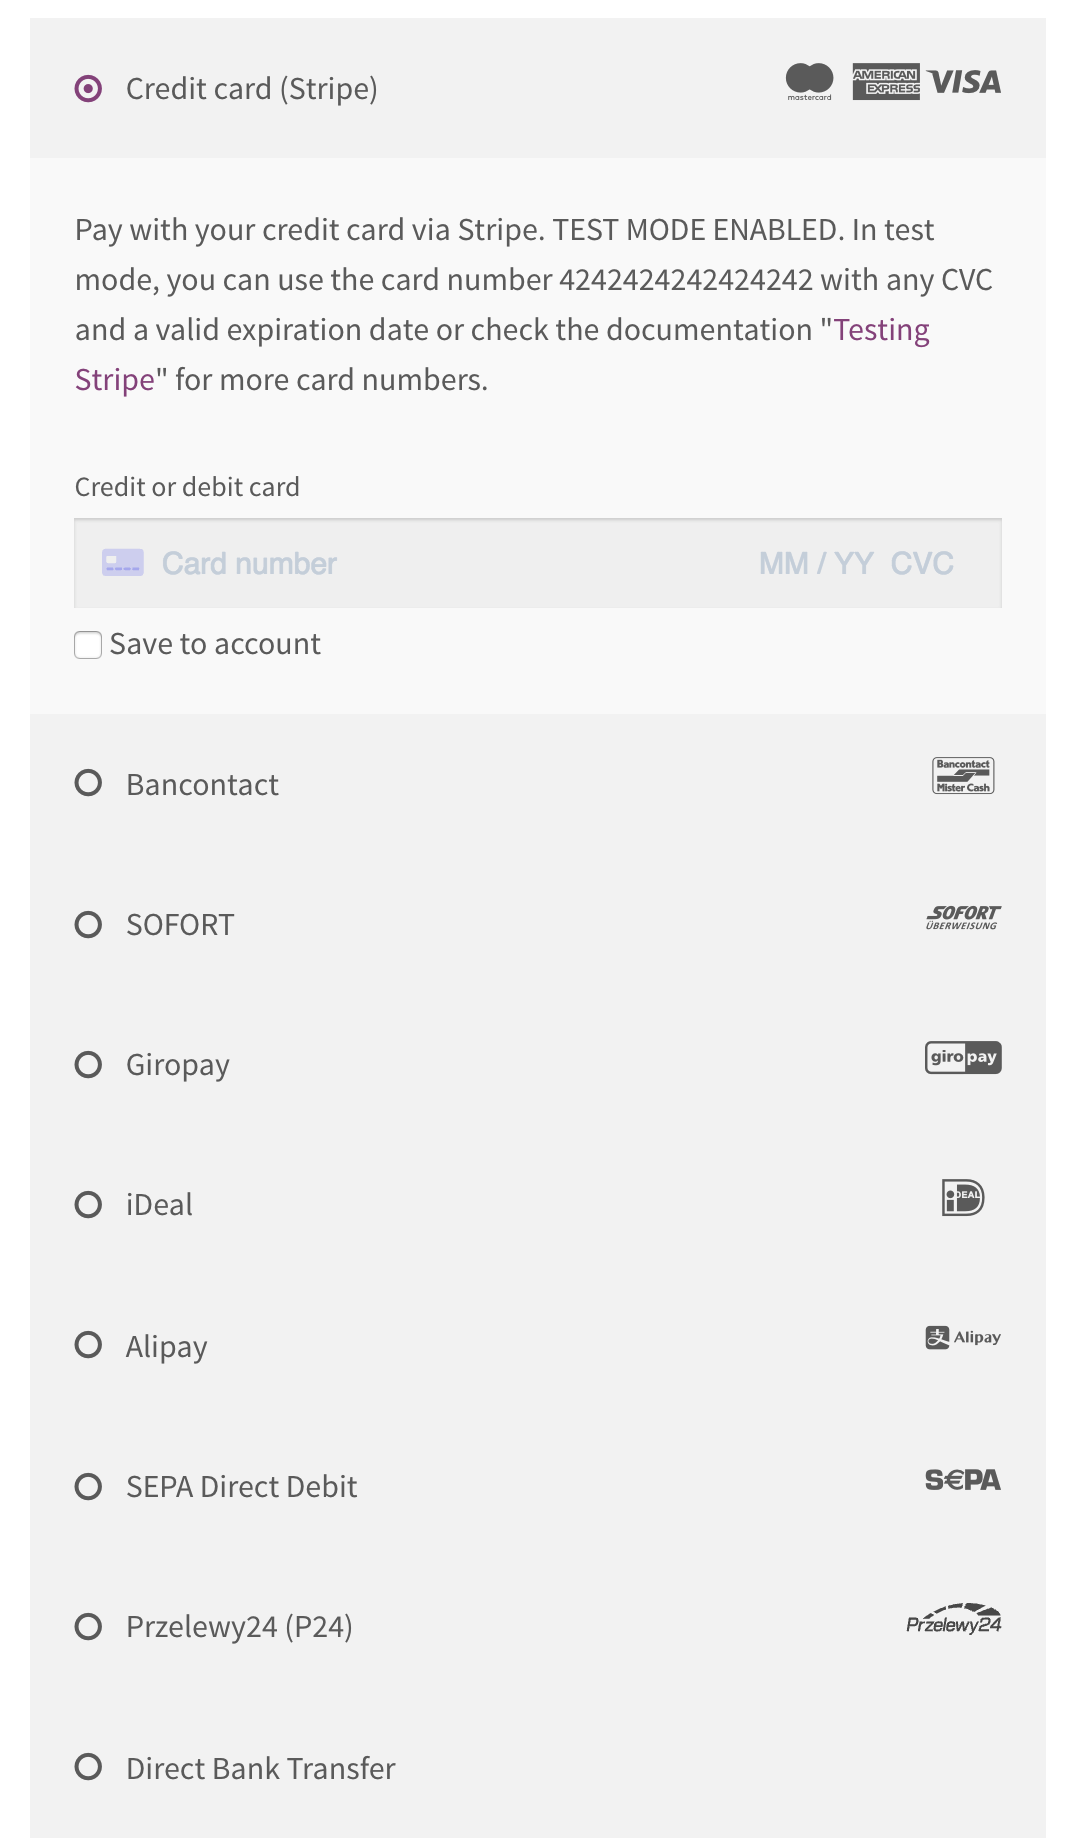 Credit card (Stripe)
mastercard
AMERICAN
EXPRESS
VISA
Pay with your credit card via Stripe. TEST MODE ENABLED. In test
mode, you can use the card number 4242424242424242 with any CVC
and a valid expiration date or check the documentation "Testing
Stripe" for more card numbers.
Credit or debit card
Card number MM / YY CVC
Save to account
Bancontact
Bancontact
Mister Cash
SOFORT
SOFORT
ÜBERWEISUNG
Giropay
giropay
iDeal
iDEAL
Alipay
支 Alipay
SEPA Direct Debit
S€PA
Przelewy24 (P24)
Przelewy24
Direct Bank Transfer